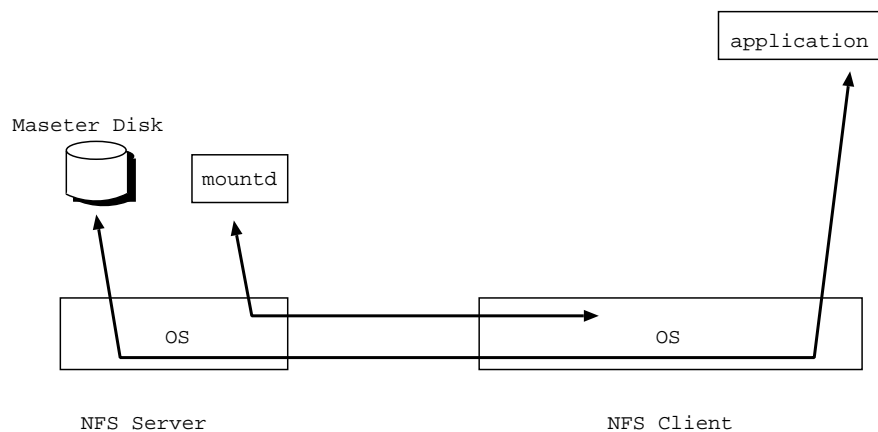 application
Maseter Disk
mountd
OS
OS
NFS Server
NFS Client